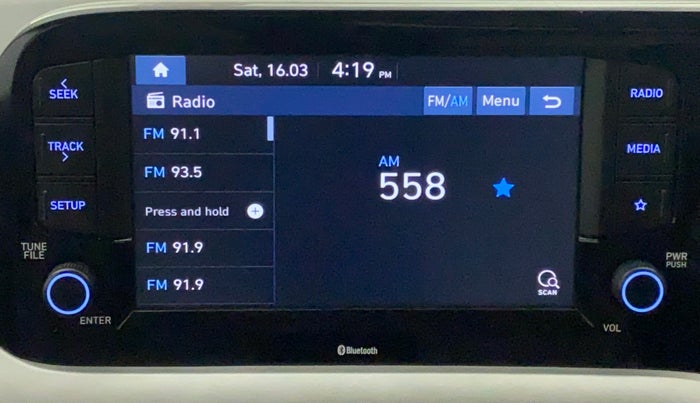 Sat, 16.03 4:19 PM
SEEK
Radio FM/AM Menu
RADIO
FM 91.1
TRACK
FM 93.5
AM
558
MEDIA
SETUP
Press and hold
TUNE
FILE
FM 91.9
PWR
PUSH
FM 91.9
SCAN
ENTER
VOL
Bluetooth